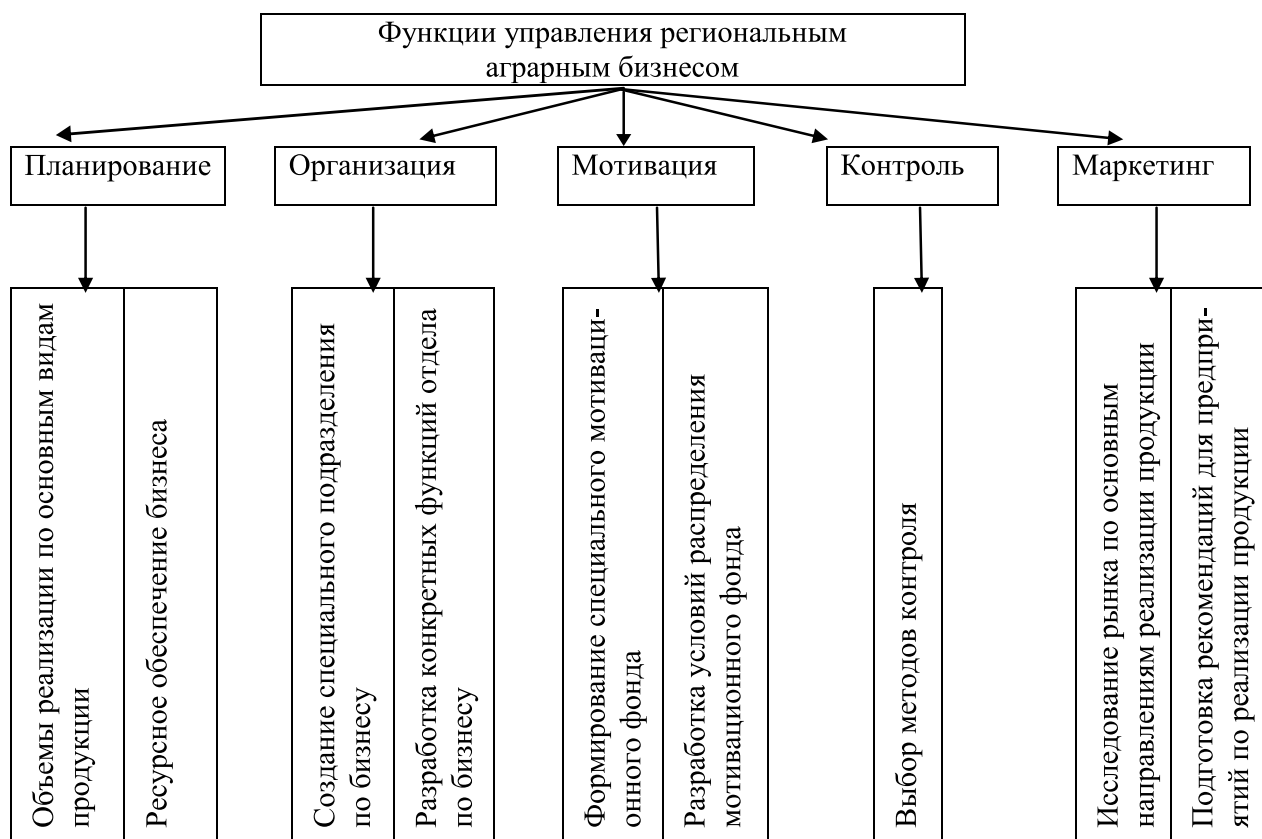 Функции управления региональным
аграрным бизнесом
Планирование
Организация
Мотивация
Контроль
Маркетинг
Объемы реализации по основным видам
продукции
Ресурсное обеспечение бизнеса
Создание специального подразделения
по бизнесу
Разработка конкретных функций отдела
по бизнесу
Формирование специального мотиваци-
онного фонда
Разработка условий распределения
мотивационного фонда
Выбор методов контроля
Исследование рынка по основным
направлениям реализации продукции
Подготовка рекомендаций для предпри-
ятий по реализации продукции